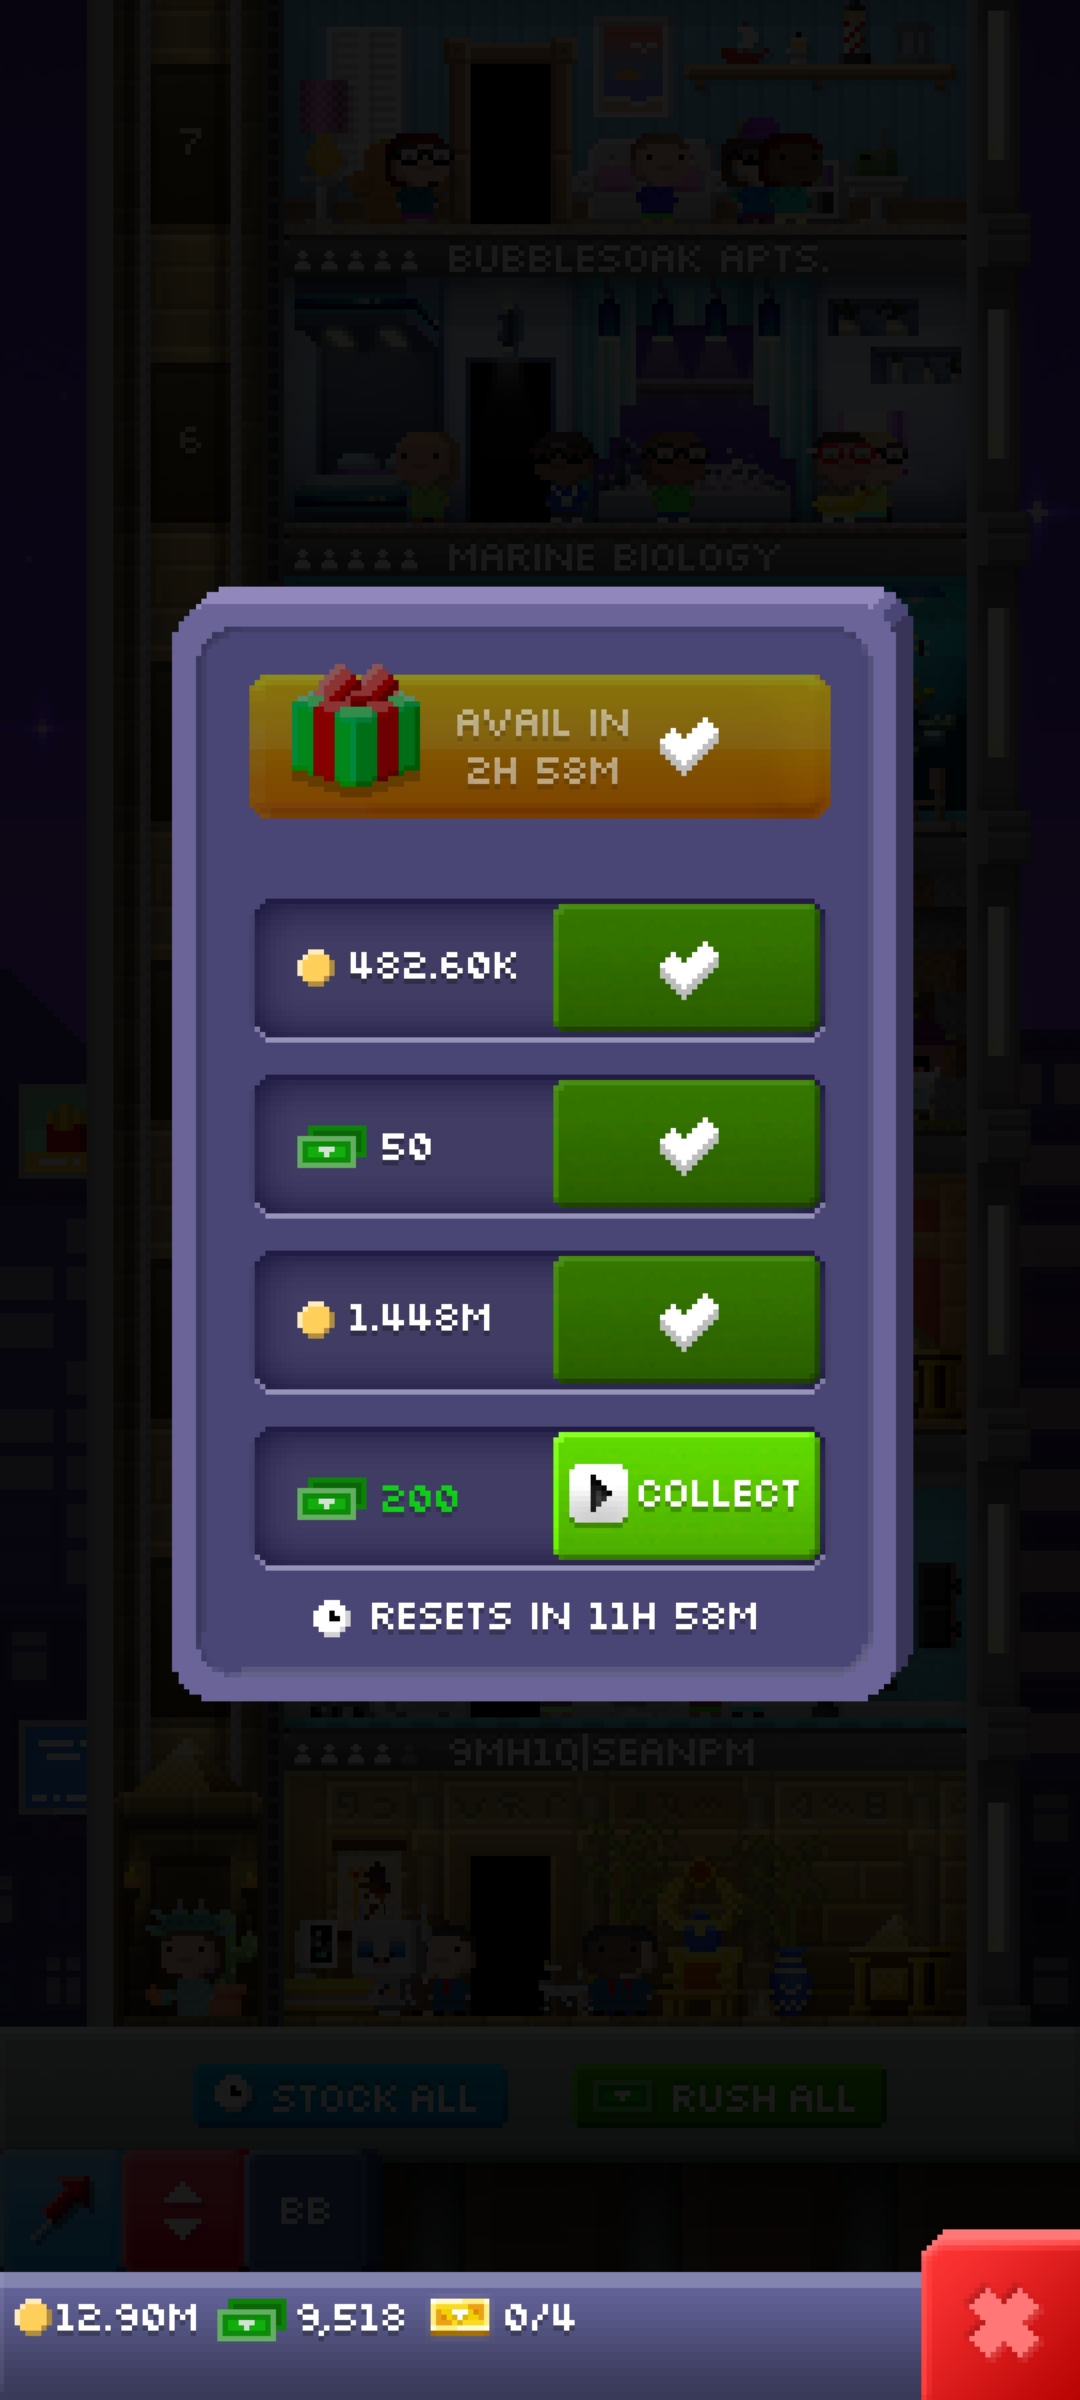 7
BUBBLESOAK APTS.
6
MARINE BIOLOGY
AVAIL IN
2H 58M
482.60K
50
1.448M
200 COLLECT
RESETS IN 11H 58M
9MH1Q|SEANPM
STOCK ALL RUSH ALL
BB
12.90M 9,518 0/4